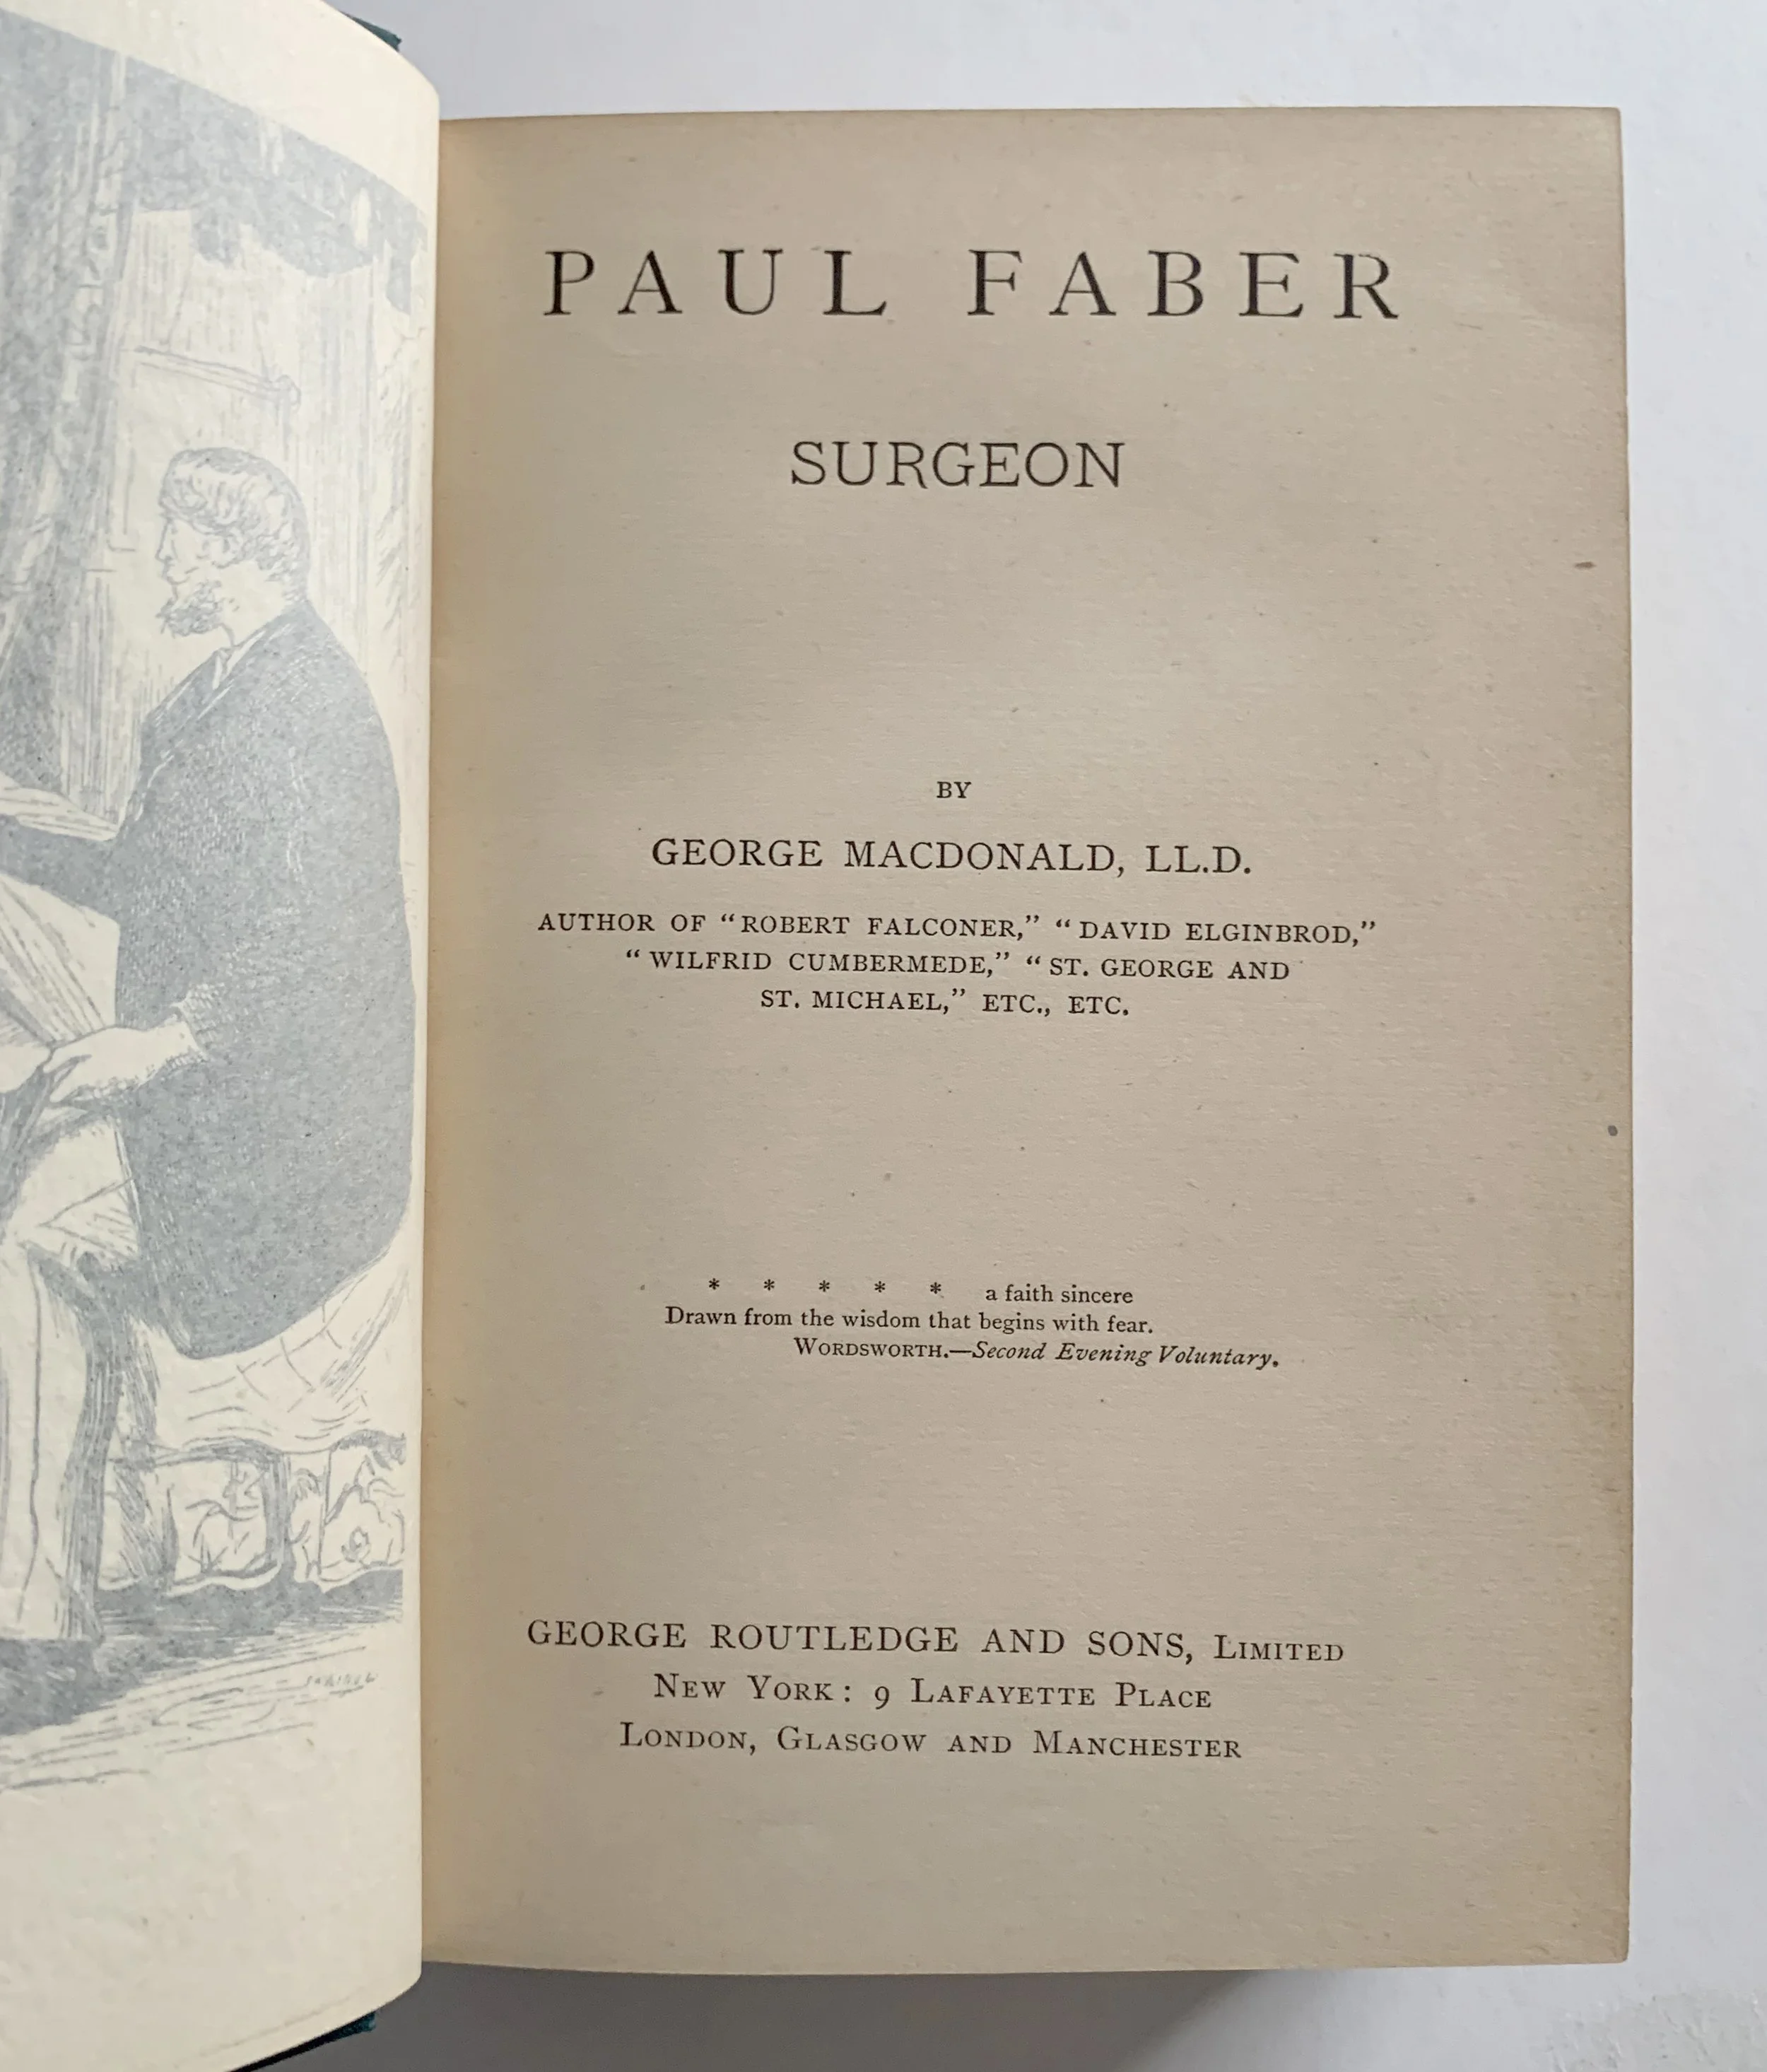 PAUL FABER
SURGEON
BY
GEORGE MACDONALD, LL.D.
AUTHOR OF “ROBERT FALCONER,” “DAVID ELGINBROD,”
“WILFRID CUMBERMEDE,” “ST. GEORGE AND
ST. MICHAEL,” ETC., ETC.
* * * * * a faith sincere
Drawn from the wisdom that begins with fear.
WORDSWORTH.—Second Evening Voluntary.
GEORGE ROUTLEDGE AND SONS, LIMITED
NEW YORK: 9 LAFAYETTE PLACE
LONDON, GLASGOW AND MANCHESTER